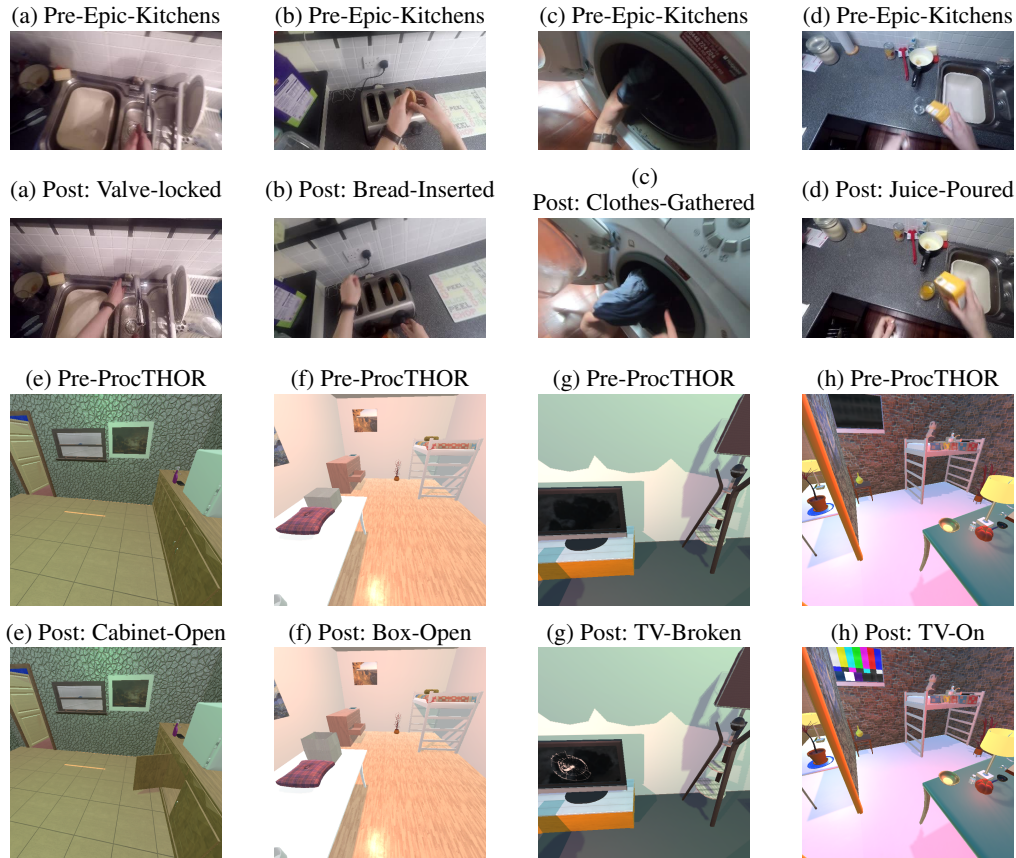 (a) Pre-Epic-Kitchens
(b) Pre-Epic-Kitchens
(c) Pre-Epic-Kitchens
(d) Pre-Epic-Kitchens
(a) Post: Valve-locked
(b) Post: Bread-Inserted
(c)
Post: Clothes-Gathered
(d) Post: Juice-Poured
(e) Pre-ProcTHOR
(f) Pre-ProcTHOR
(g) Pre-ProcTHOR
(h) Pre-ProcTHOR
(e) Post: Cabinet-Open
(f) Post: Box-Open
(g) Post: TV-Broken
(h) Post: TV-On